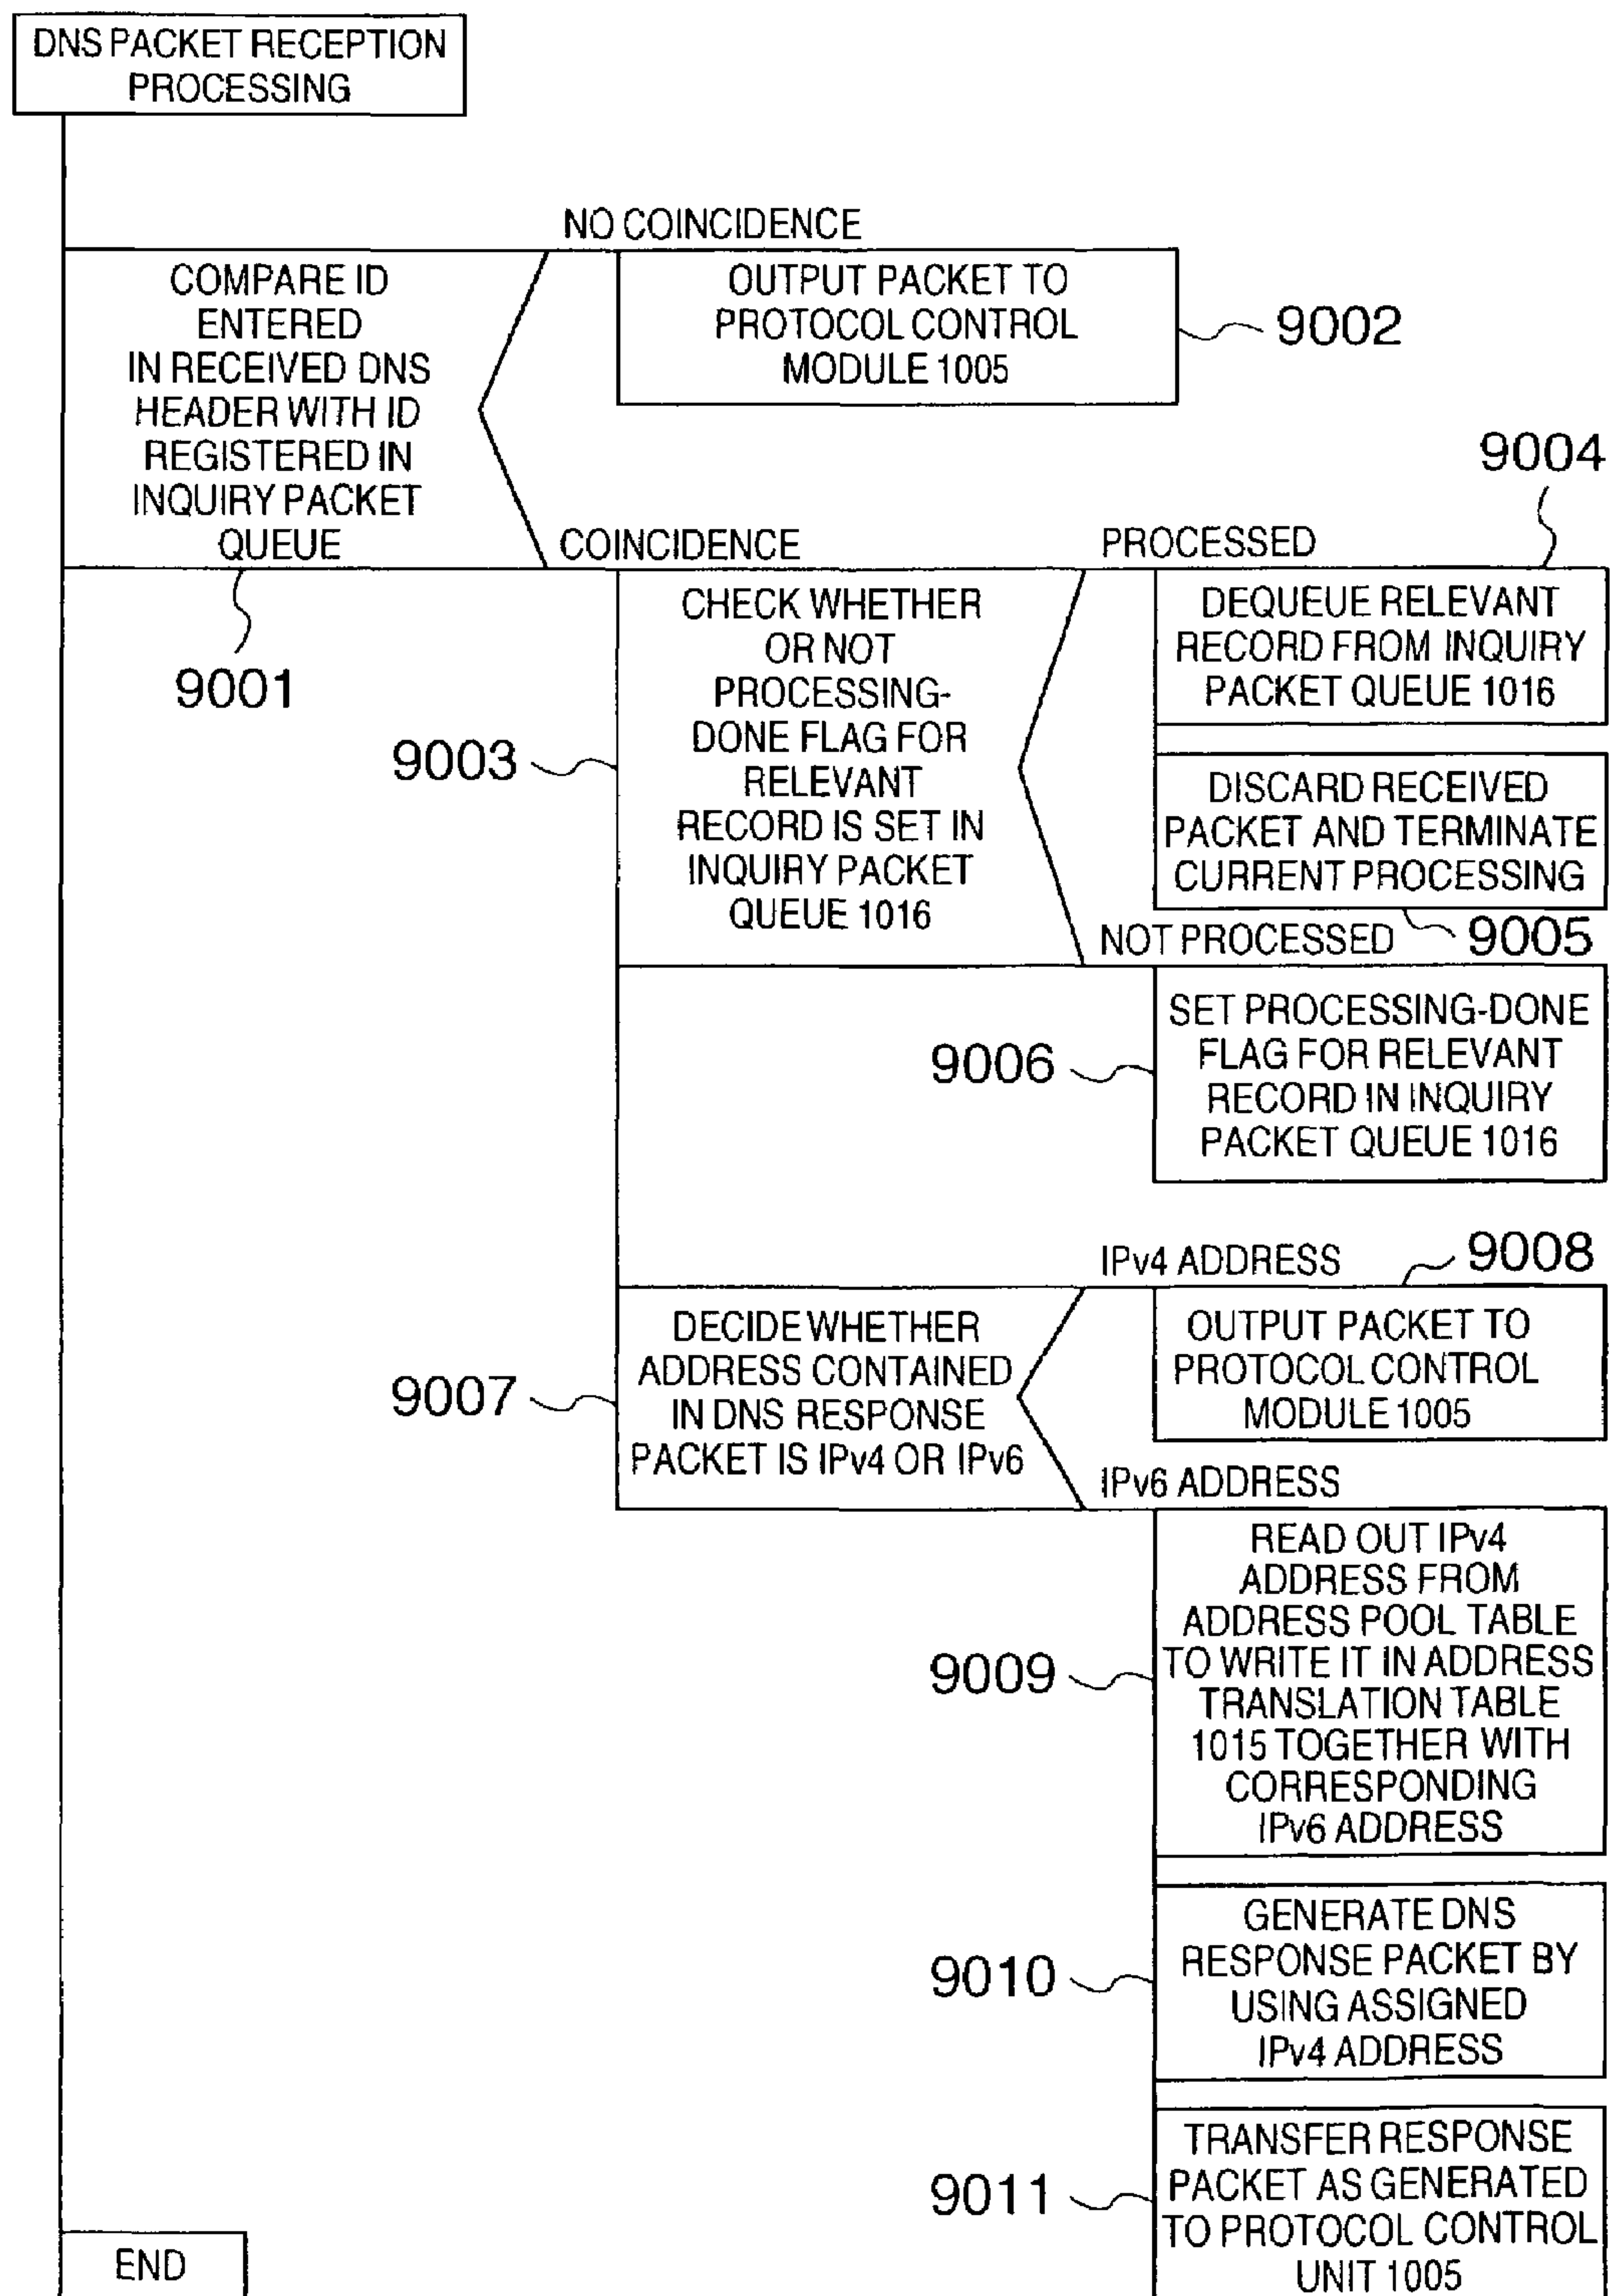 DNS PACKET RECEPTION
PROCESSING
NO COINCIDENCE
COMPARE ID
ENTERED
IN RECEIVED DNS
HEADER WITH ID
REGISTERED IN
INQUIRY PACKET
QUEUE
9001
OUTPUT PACKET TO
PROTOCOL CONTROL
MODULE 1005
9002
COINCIDENCE
CHECK WHETHER
OR NOT
PROCESSING-
DONE FLAG FOR
RELEVANT
RECORD IS SET IN
INQUIRY PACKET
QUEUE 1016
9003
PROCESSED
9004
DEQUEUE RELEVANT
RECORD FROM INQUIRY
PACKET QUEUE 1016
DISCARD RECEIVED
PACKET AND TERMINATE
CURRENT PROCESSING
9005
NOT PROCESSED
SET PROCESSING-DONE
FLAG FOR RELEVANT
RECORD IN INQUIRY
PACKET QUEUE 1016
9006
DECIDE WHETHER
ADDRESS CONTAINED
IN DNS RESPONSE
PACKET IS IPv4 OR IPv6
9007
IPv4 ADDRESS
9008
OUTPUT PACKET TO
PROTOCOL CONTROL
MODULE 1005
IPv6 ADDRESS
READ OUT IPv4
ADDRESS FROM
ADDRESS POOL TABLE
TO WRITE IT IN ADDRESS
TRANSLATION TABLE
1015 TOGETHER WITH
CORRESPONDING
IPv6 ADDRESS
9009
GENERATE DNS
RESPONSE PACKET BY
USING ASSIGNED
IPv4 ADDRESS
9010
TRANSFER RESPONSE
PACKET AS GENERATED
TO PROTOCOL CONTROL
UNIT 1005
9011
END